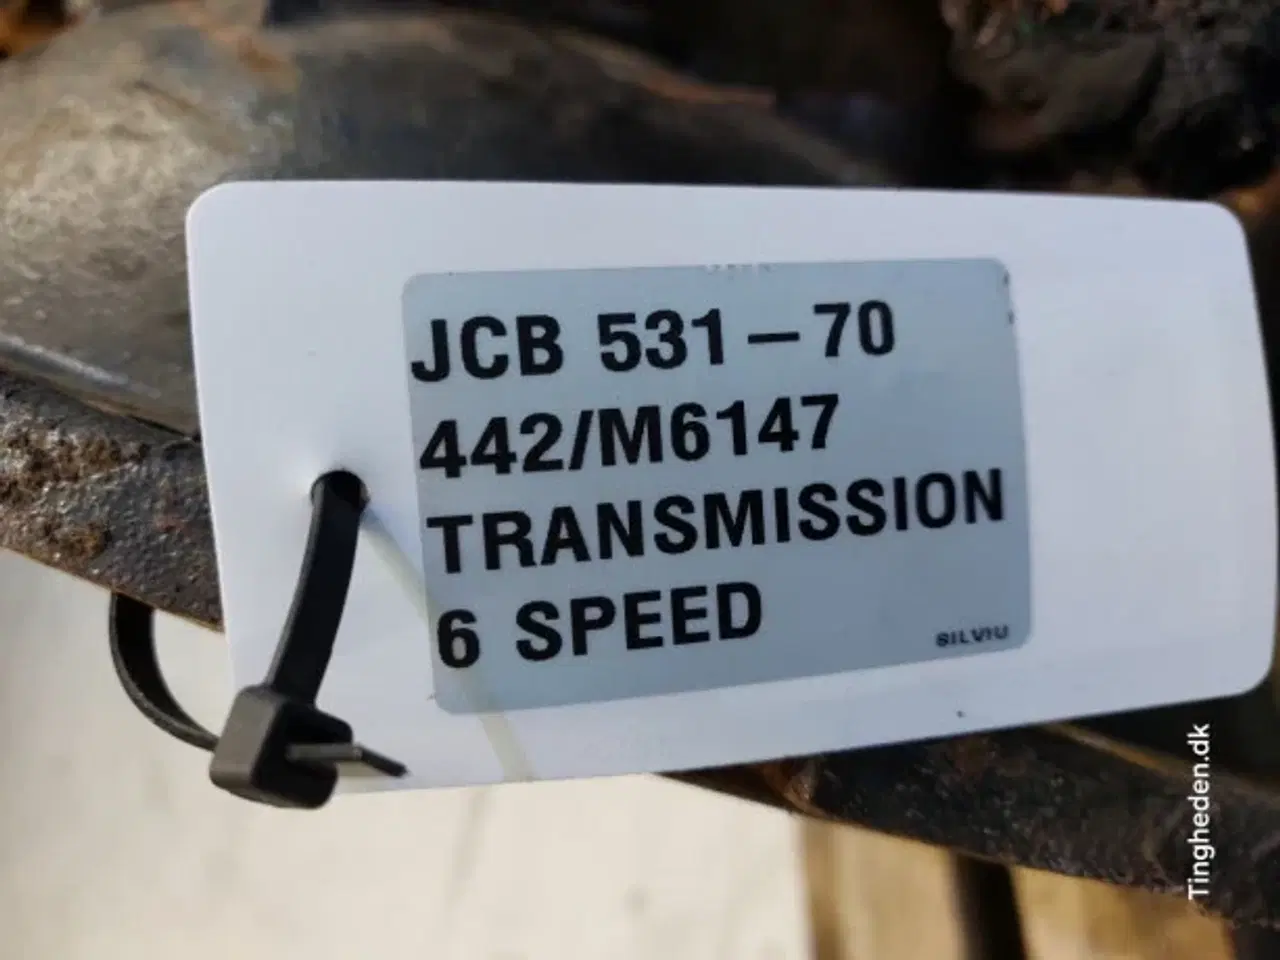 JCB 531-70
442/M6147
TRANSMISSION
6 SPEED
SILVIU
Tingheden.dk